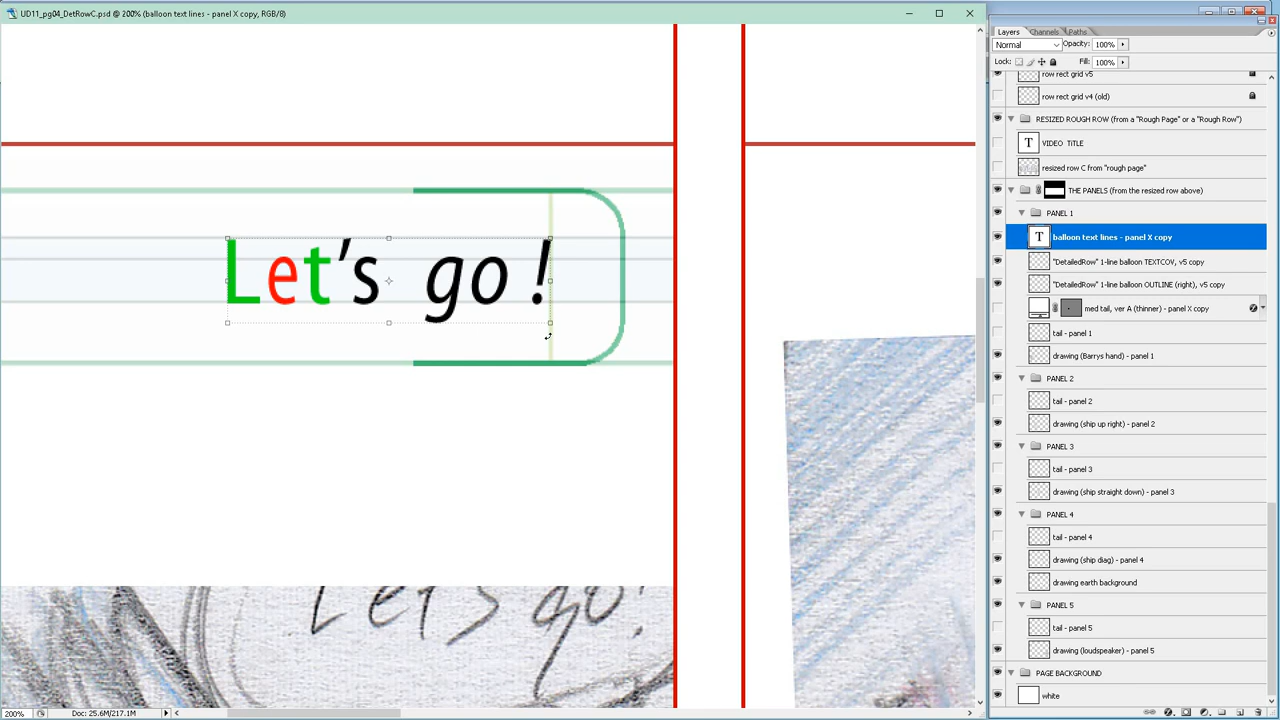 UD11_pg04_DetRowC.psd @ 200% (balloon text lines - panel X copy, RGB/8)
Let's go !
Let's go!
200%
Doc: 25.6M/217.1M
Layers
Channels
Paths
Normal
Opacity: 100%
Lock:
Fill: 100%
row rect grid v5
row rect grid v4 (old)
RESIZED ROUGH ROW (from a "Rough Page" or a "Rough Row")
T VIDEO TITLE
resized row C from "rough page"
THE PANELS (from the resized row above)
PANEL 1
T balloon text lines - panel X copy
"DetailedRow" 1-line balloon TEXTCOV, v5 copy
"DetailedRow" 1-line balloon OUTLINE (right), v5 copy
med tail, ver A (thinner) - panel X copy
tail - panel 1
drawing (Barrys hand) - panel 1
PANEL 2
tail - panel 2
drawing (ship up right) - panel 2
PANEL 3
tail - panel 3
drawing (ship straight down) - panel 3
PANEL 4
tail - panel 4
drawing (ship diag) - panel 4
drawing earth background
PANEL 5
tail - panel 5
drawing (loudspeaker) - panel 5
PAGE BACKGROUND
white